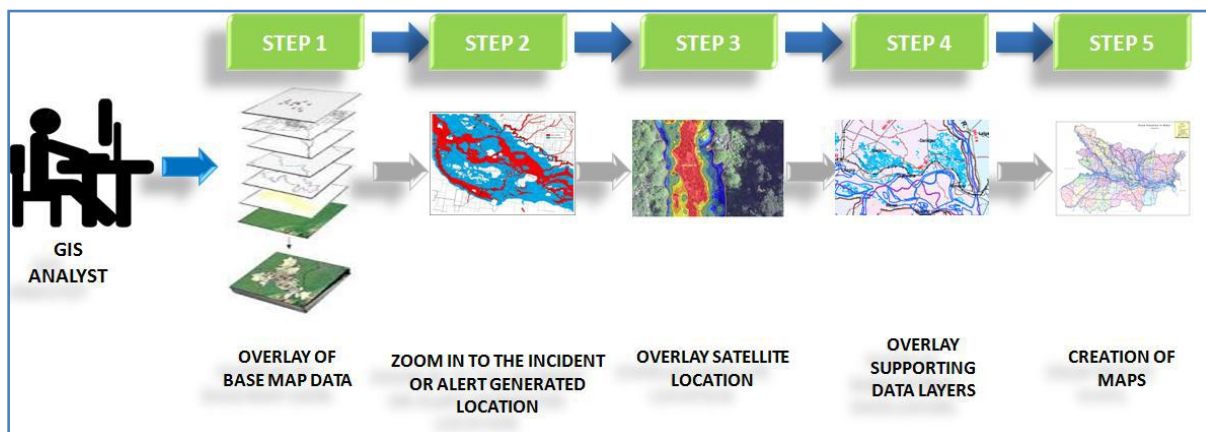 STEP 1
STEP 2
STEP 3
STEP 4
STEP 5
GIS
ANALYST
OVERLAY OF
BASE MAP DATA
ZOOM IN TO THE INCIDENT
OR ALERT GENERATED
LOCATION
OVERLAY SATELLITE
LOCATION
OVERLAY
SUPPORTING
DATA LAYERS
CREATION OF
MAPS